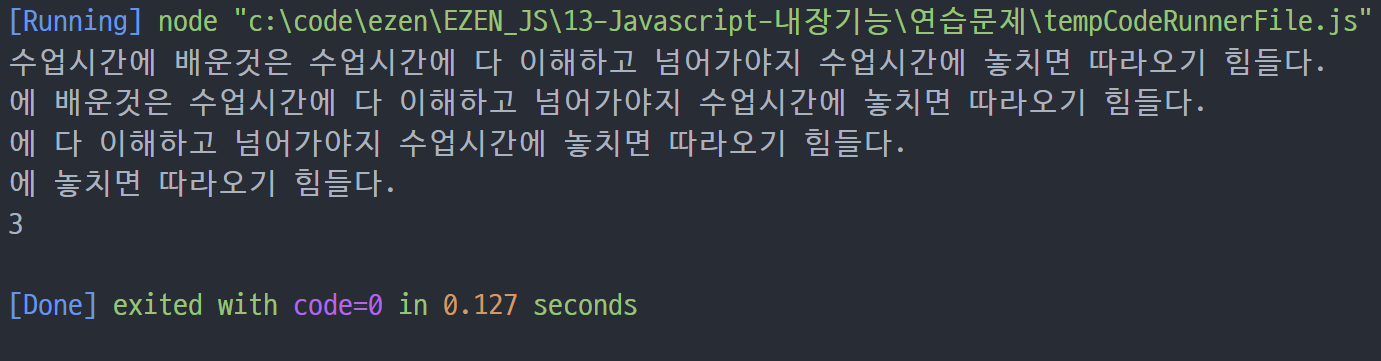 [Running] node "c:\code\ezen\EZEN_JS\13-Javascript-내장기능\연습문제\tempCodeRunnerFile.js"
수업시간에 배운것은 수업시간에 다 이해하고 넘어가야지 수업시간에 놓치면 따라오기 힘들다.
에 배운것은 수업시간에 다 이해하고 넘어가야지 수업시간에 놓치면 따라오기 힘들다.
에 다 이해하고 넘어가야지 수업시간에 놓치면 따라오기 힘들다.
에 놓치면 따라오기 힘들다.
3
[Done] exited with code=0 in 0.127 seconds